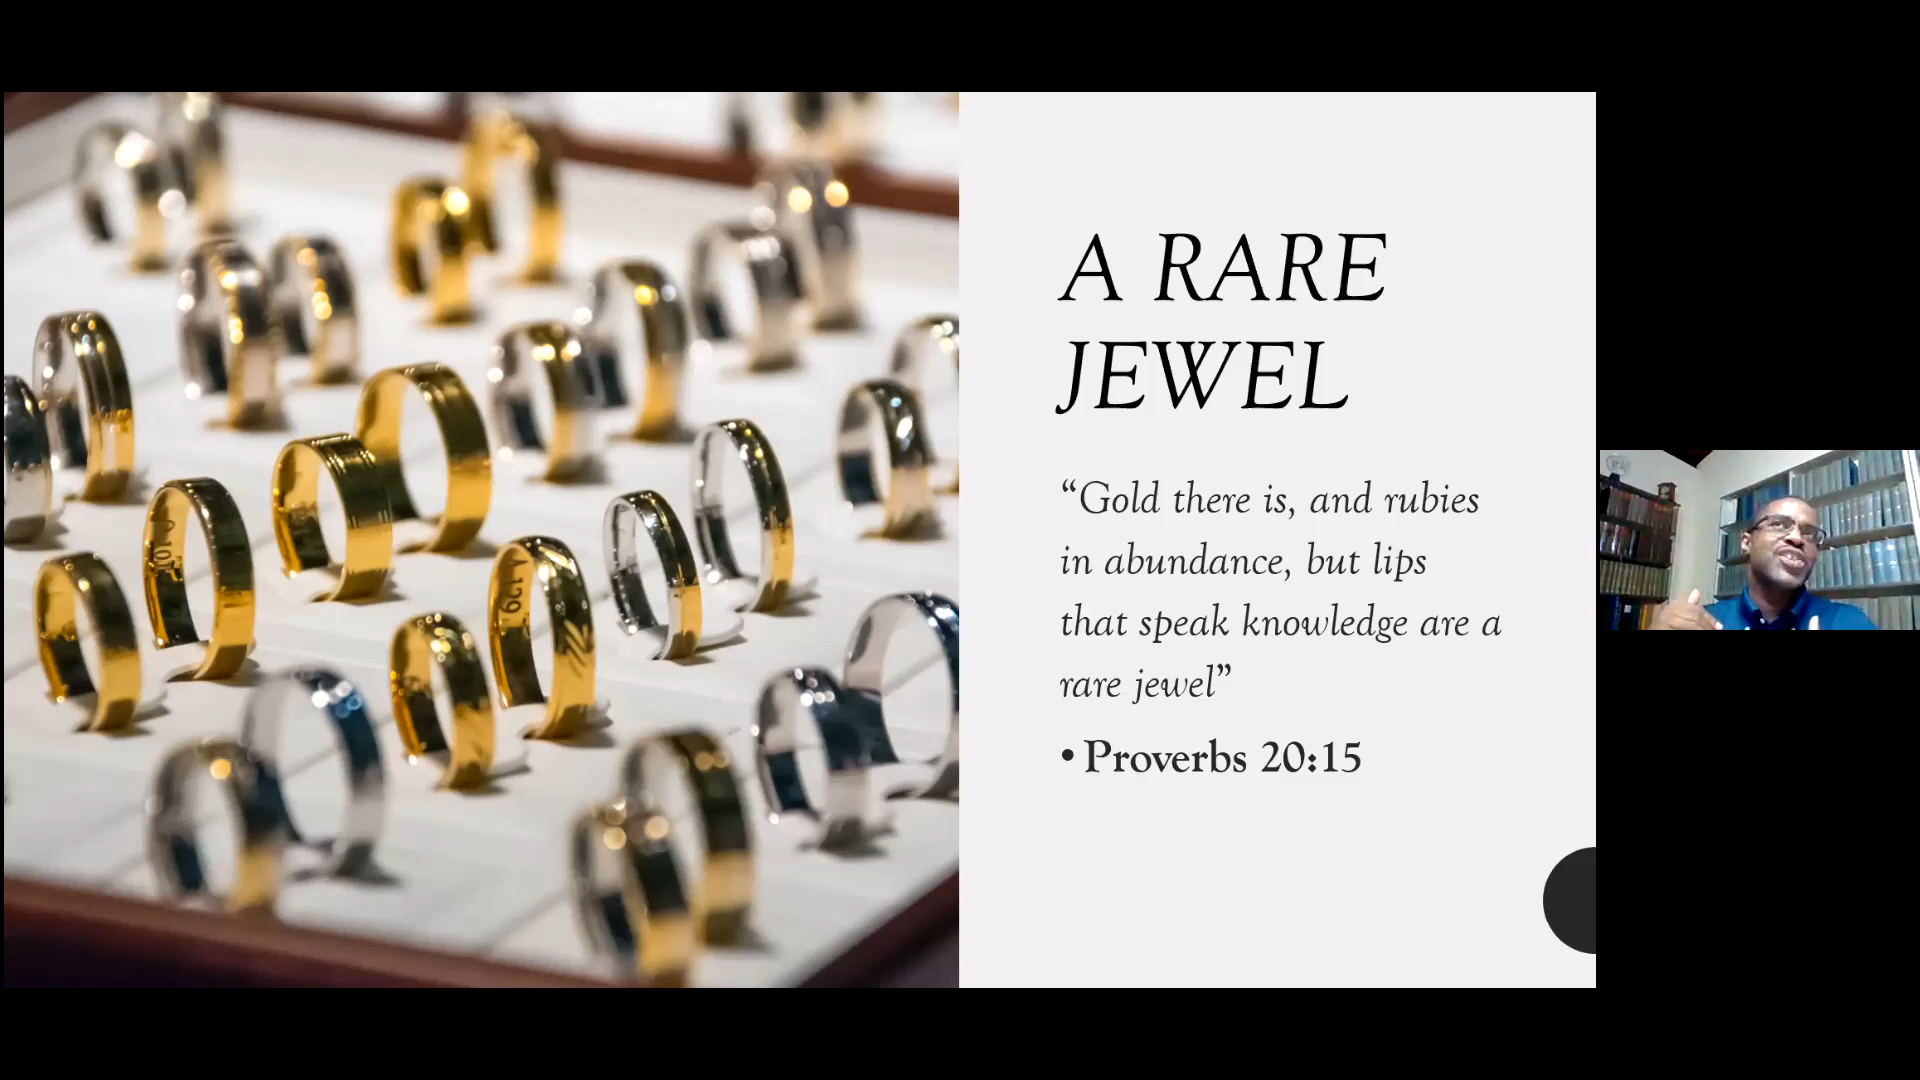 A RARE
JEWEL
“Gold there is, and rubies
in abundance, but lips
that speak knowledge are a
rare jewel”
• Proverbs 20:15